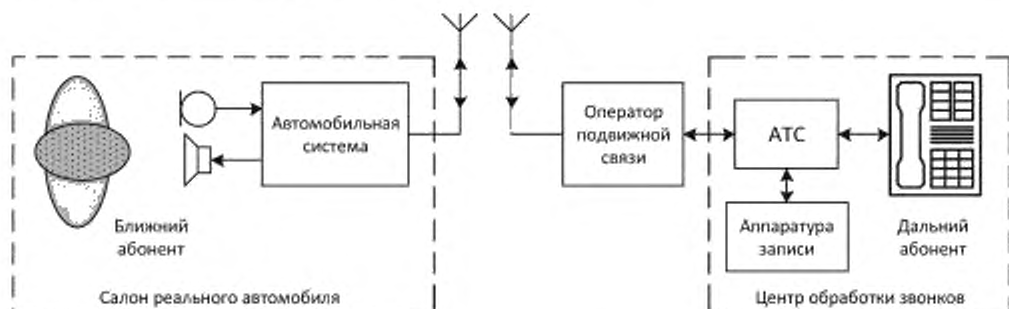 Автомобильная
система
Ближний
абонент
Салон реального автомобиля
Оператор
подвижной
связи
АТС
Аппаратура
записи
Дальний
абонент
Центр обработки звонков